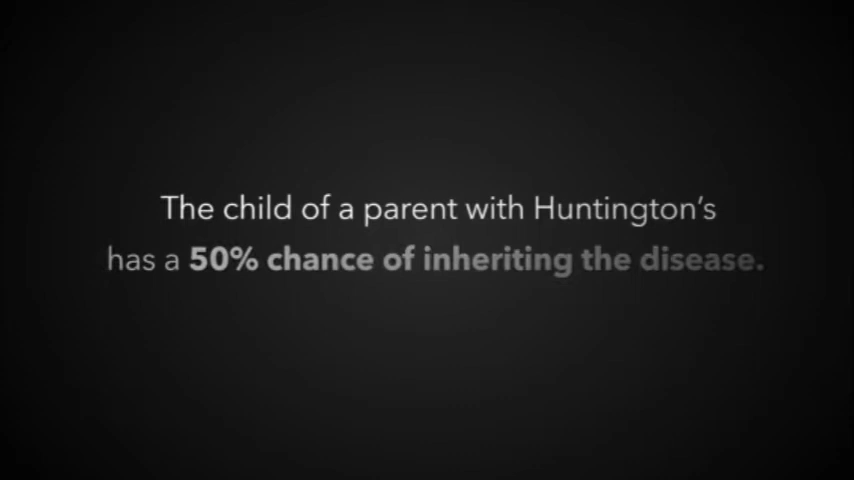 The child of a parent with Huntington’s
has a 50% chance of inheriting the disease.